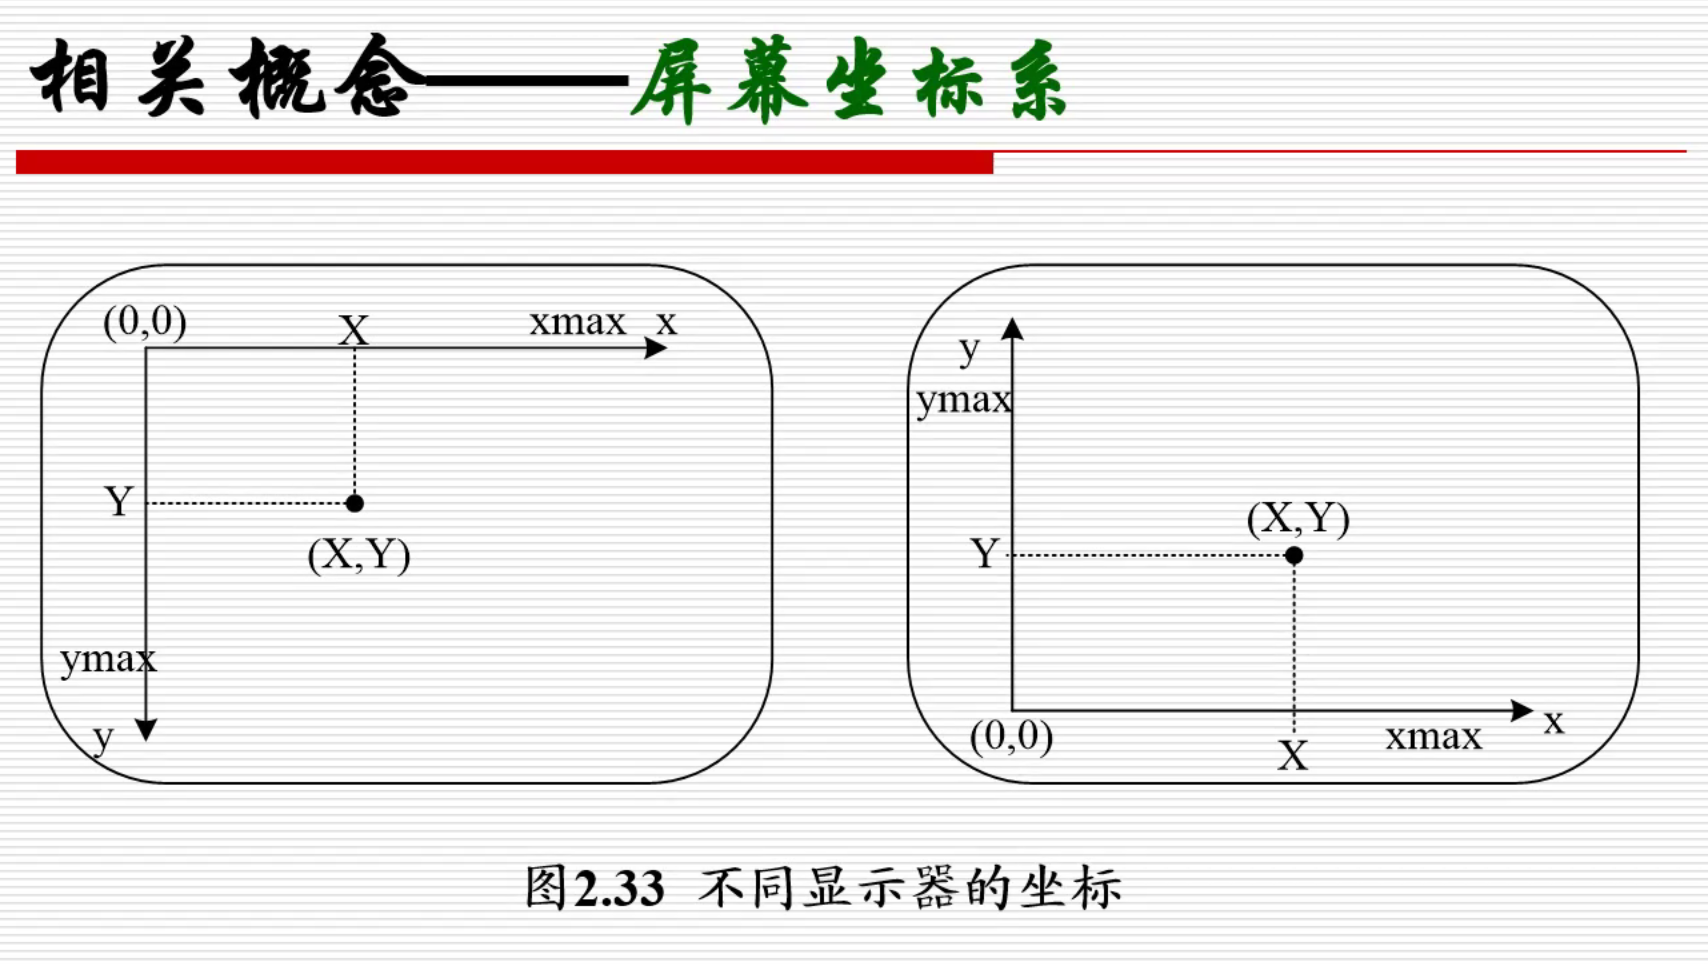 相关概念——屏幕坐标系
(0,0) X xmax x
Y
(X,Y)
ymax
y
y
ymax
(X,Y)
Y
(0,0) X xmax x
图2.33 不同显示器的坐标